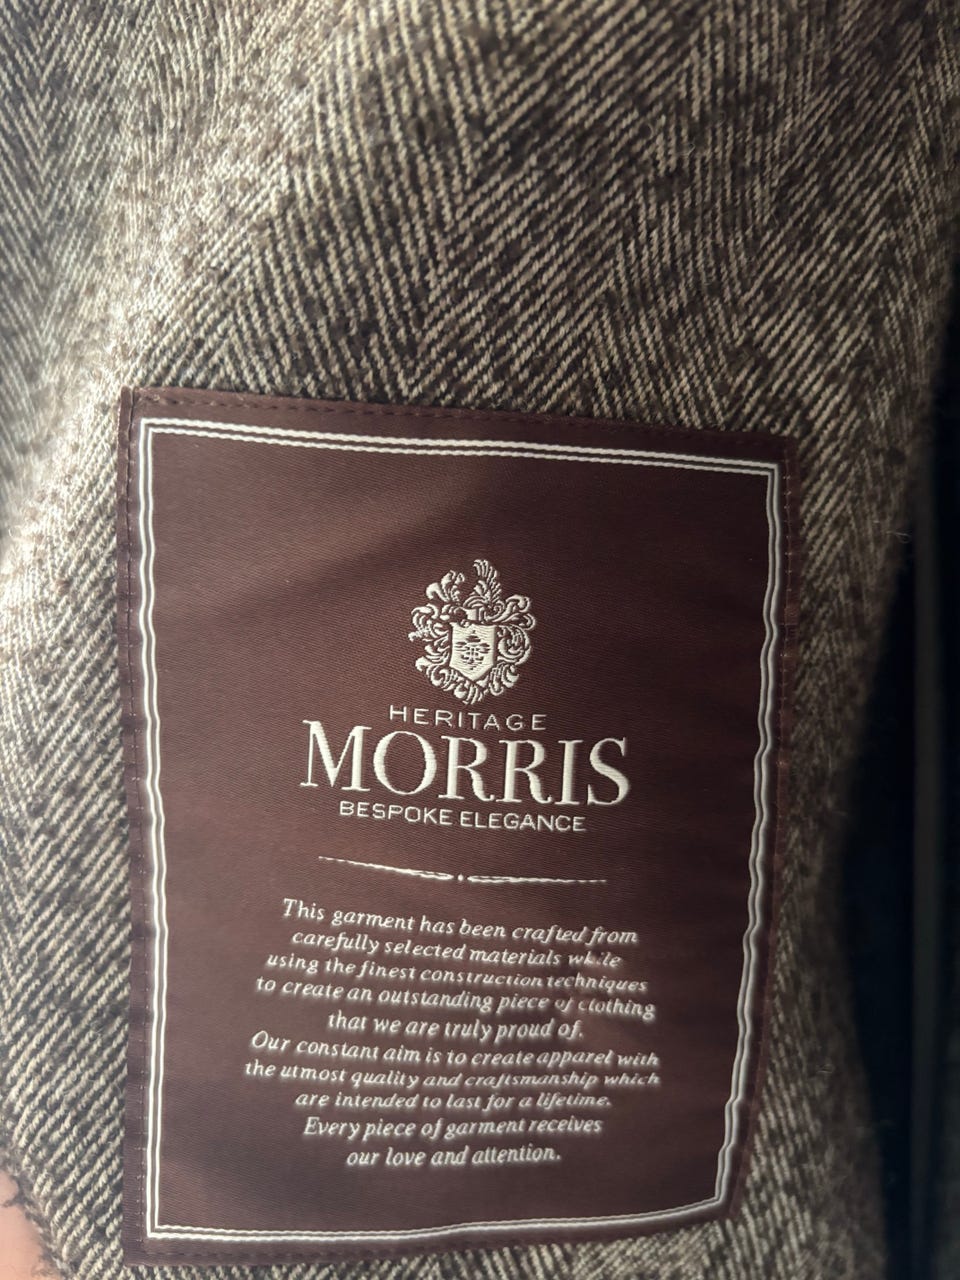 HERITAGE
MORRIS
BESPOKE ELEGANCE
This garment has been crafted from
carefully selected materials while
using the finest construction techniques
to create an outstanding piece of clothing
that we are truly proud of.
Our constant aim is to create apparel with
the utmost quality and craftsmanship which
are intended to last for a lifetime.
Every piece of garment receives
our love and attention.